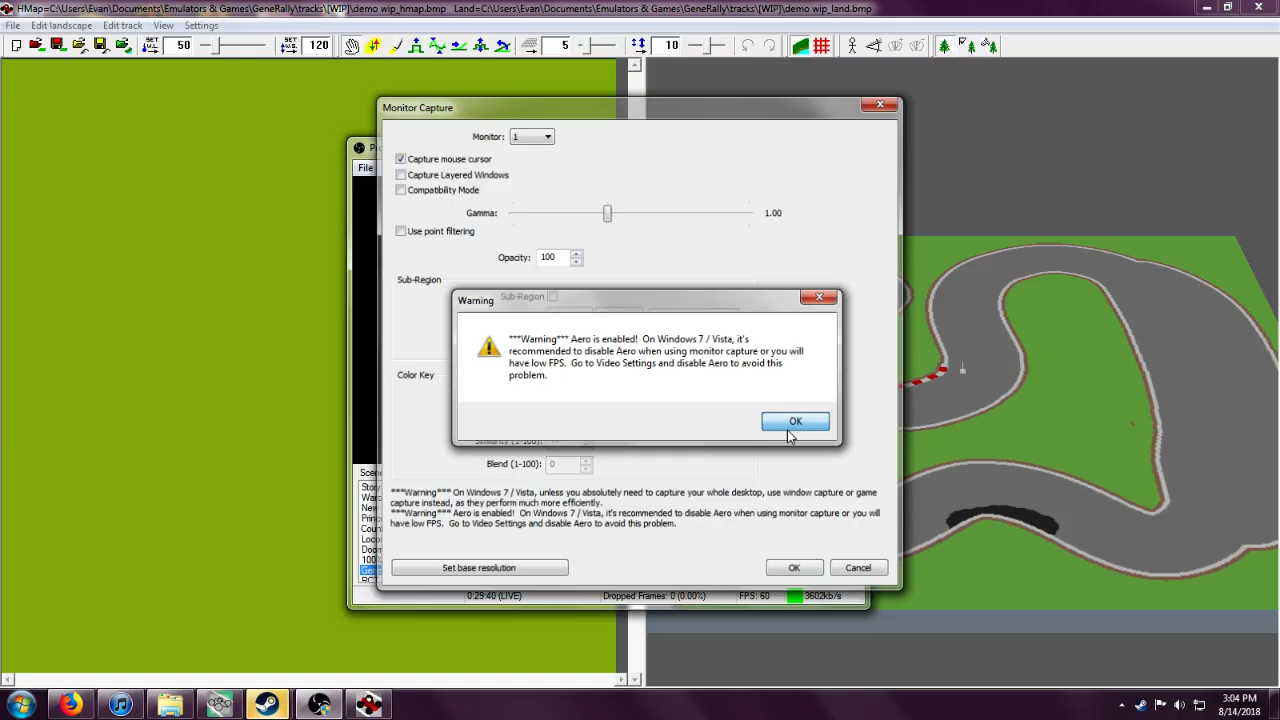 HMap=C:\Users\Evan\Documents\Emulators & Games\GeneRally\tracks\[WIP]\demo wip_hmap.bmp Land=C:\Users\Evan\Documents\Emulators & Games\GeneRally\tracks\[WIP]\demo wip_land.bmp
File Edit landscape Edit track View Settings
SET 50 SET 120 5 10
Monitor Capture
File
Monitor: 1
Capture mouse cursor
Capture Layered Windows
Compatibility Mode
Gamma: 1.00
Use point filtering
Opacity: 100
Sub-Region
Sub-Region
Warning
***Warning*** Aero is enabled! On Windows 7 / Vista, it's
recommended to disable Aero when using monitor capture or you will
have low FPS. Go to Video Settings and disable Aero to avoid this
problem.
OK
Color Key
Similarity (1-100):
Blend (1-100): 0
***Warning*** On Windows 7 / Vista, unless you absolutely need to capture your whole desktop, use window capture or game
capture instead, as they perform much more efficiently.
***Warning*** Aero is enabled! On Windows 7 / Vista, it's recommended to disable Aero when using monitor capture or you will
have low FPS. Go to Video Settings and disable Aero to avoid this problem.
Set base resolution OK Cancel
0:29:40 (LIVE) Dropped Frames: 0 (0.00%) FPS: 60 3602kb/s
3:04 PM
8/14/2018